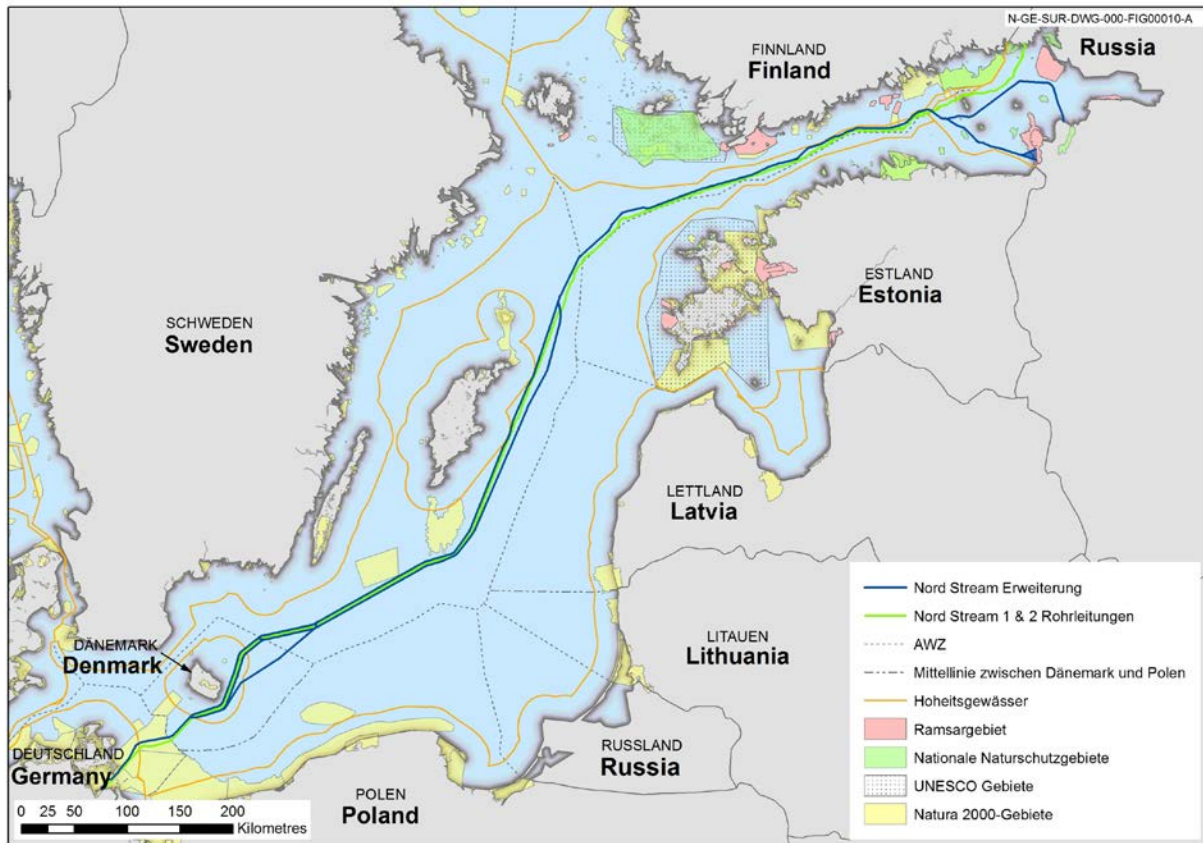 N-GE-SUR-DWG-000-FIG00010-A
FINNLAND
Finland
Russia
SCHWEDEN
Sweden
ESTLAND
Estonia
LETTLAND
Latvia
LITAUEN
Lithuania
DÄNEMARK
Denmark
DEUTSCHLAND
Germany
RUSSLAND
Russia
POLEN
Poland
0 25 50 100 150 200
Kilometres
Nord Stream Erweiterung
Nord Stream 1 & 2 Rohrleitungen
AWZ
Mittellinie zwischen Dänemark und Polen
Hoheitsgewässer
Ramsargebiet
Nationale Naturschutzgebiete
UNESCO Gebiete
Natura 2000-Gebiete